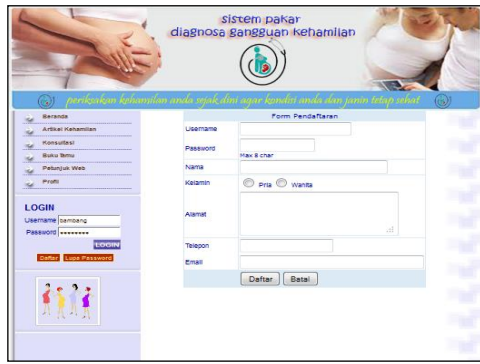 sistem pakar
diagnosa gangguan kehamilan
periksakan kehamilan anda sejak dini agar kondisi anda dan janin tetap sehat
Beranda
Artikel Kehamilan
Konsultasi
Buku Tamu
Petunjuk Web
Profil
LOGIN
Username bambang
Password ••••••••
LOGIN
Daftar Lupa Password
Form Pendaftaran
Username
Password
Max 8 char
Nama
Kelamin Pria Wanita
Alamat
Telepon
Email
Daftar Batal